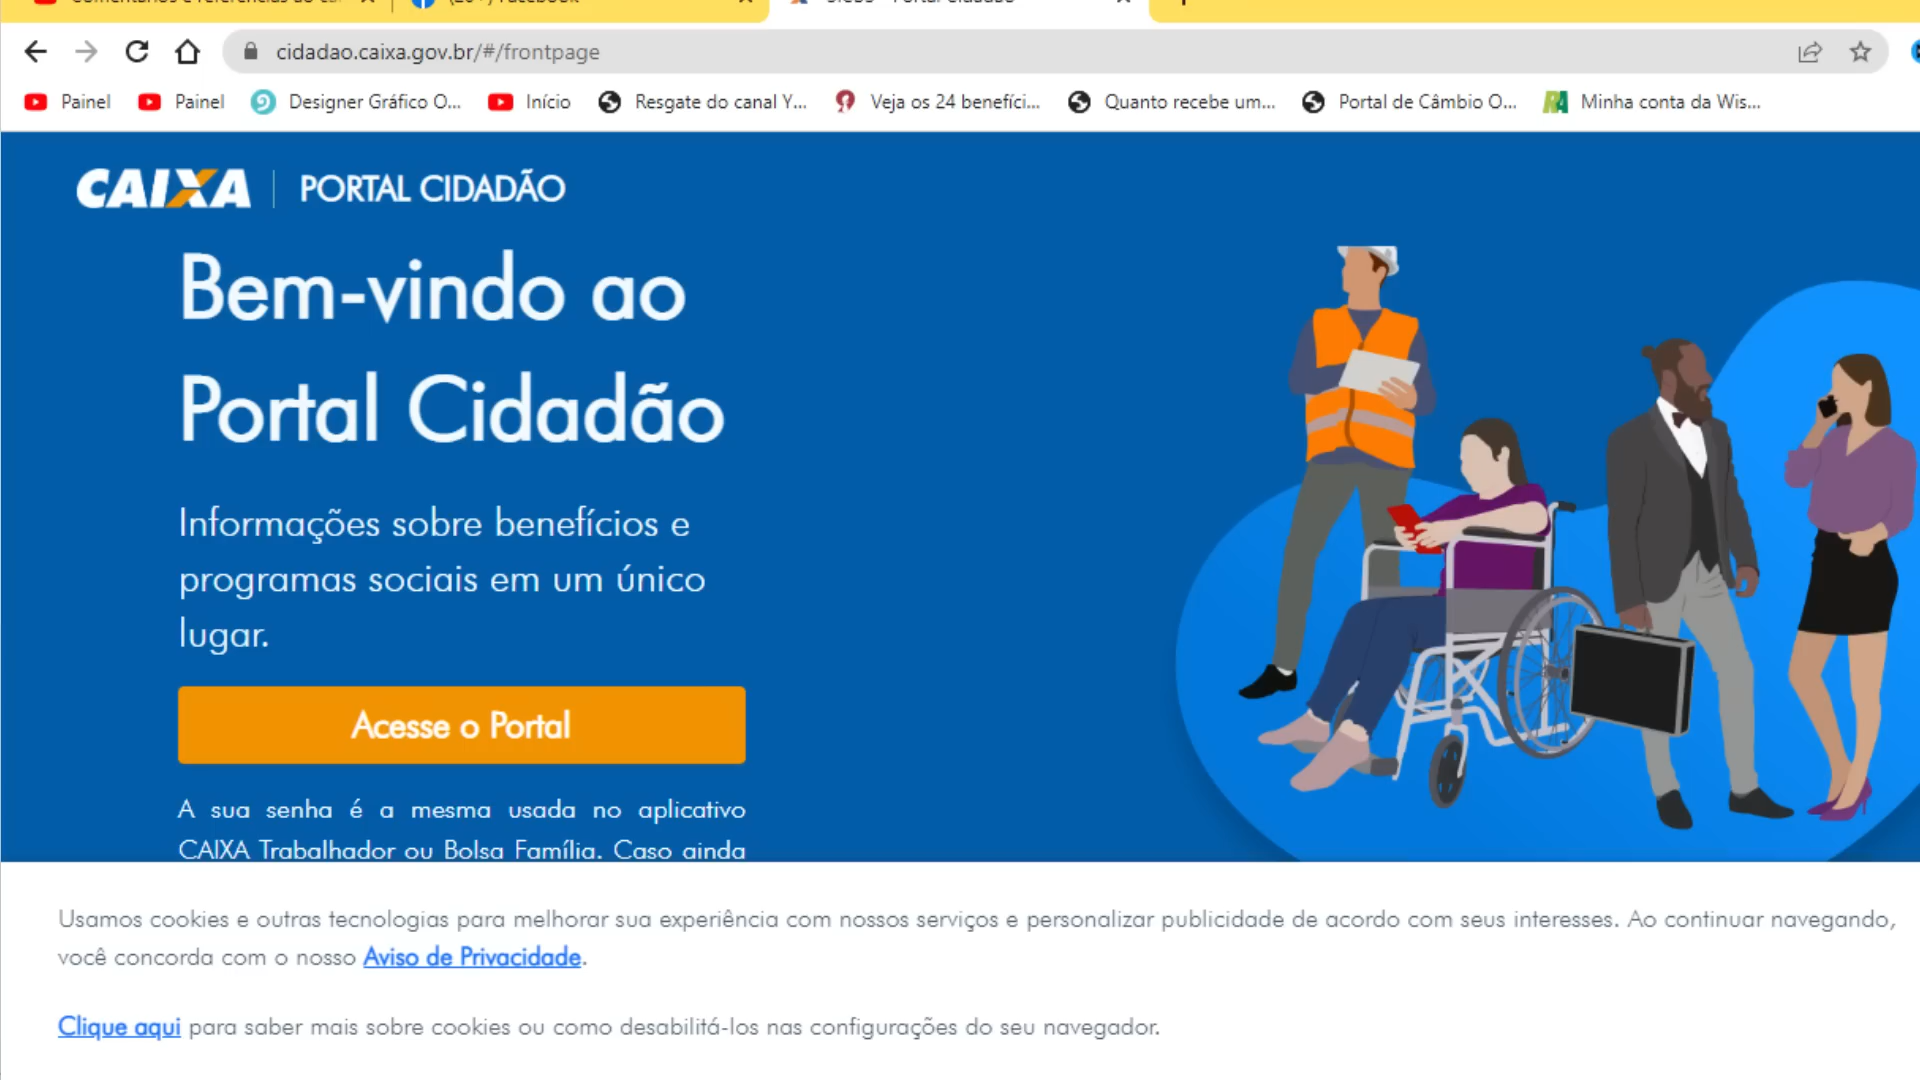 cidadao.caixa.gov.br/#/frontpage
Painel Painel Designer Gráfico O... Início Resgate do canal Y... Veja os 24 benefíci... Quanto recebe um... Portal de Câmbio O... Minha conta da Wis...
CAIXA PORTAL CIDADÃO
Bem-vindo ao
Portal Cidadão
Informações sobre benefícios e
programas sociais em um único
lugar.
Acesse o Portal
A sua senha é a mesma usada no aplicativo
CAIXA Trabalhador ou Bolsa Família. Caso ainda
Usamos cookies e outras tecnologias para melhorar sua experiência com nossos serviços e personalizar publicidade de acordo com seus interesses. Ao continuar navegando,
você concorda com o nosso Aviso de Privacidade.
Clique aqui para saber mais sobre cookies ou como desabilitá-los nas configurações do seu navegador.